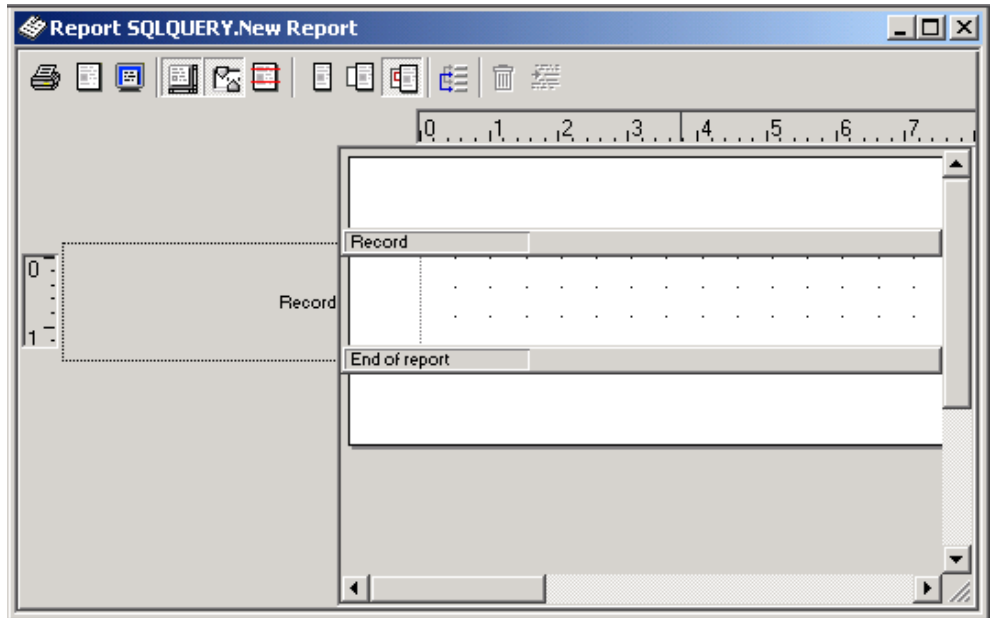 Report SQLQUERY.New Report
0 1 2 3 4 5 6 7
Record
0
Record
1
End of report